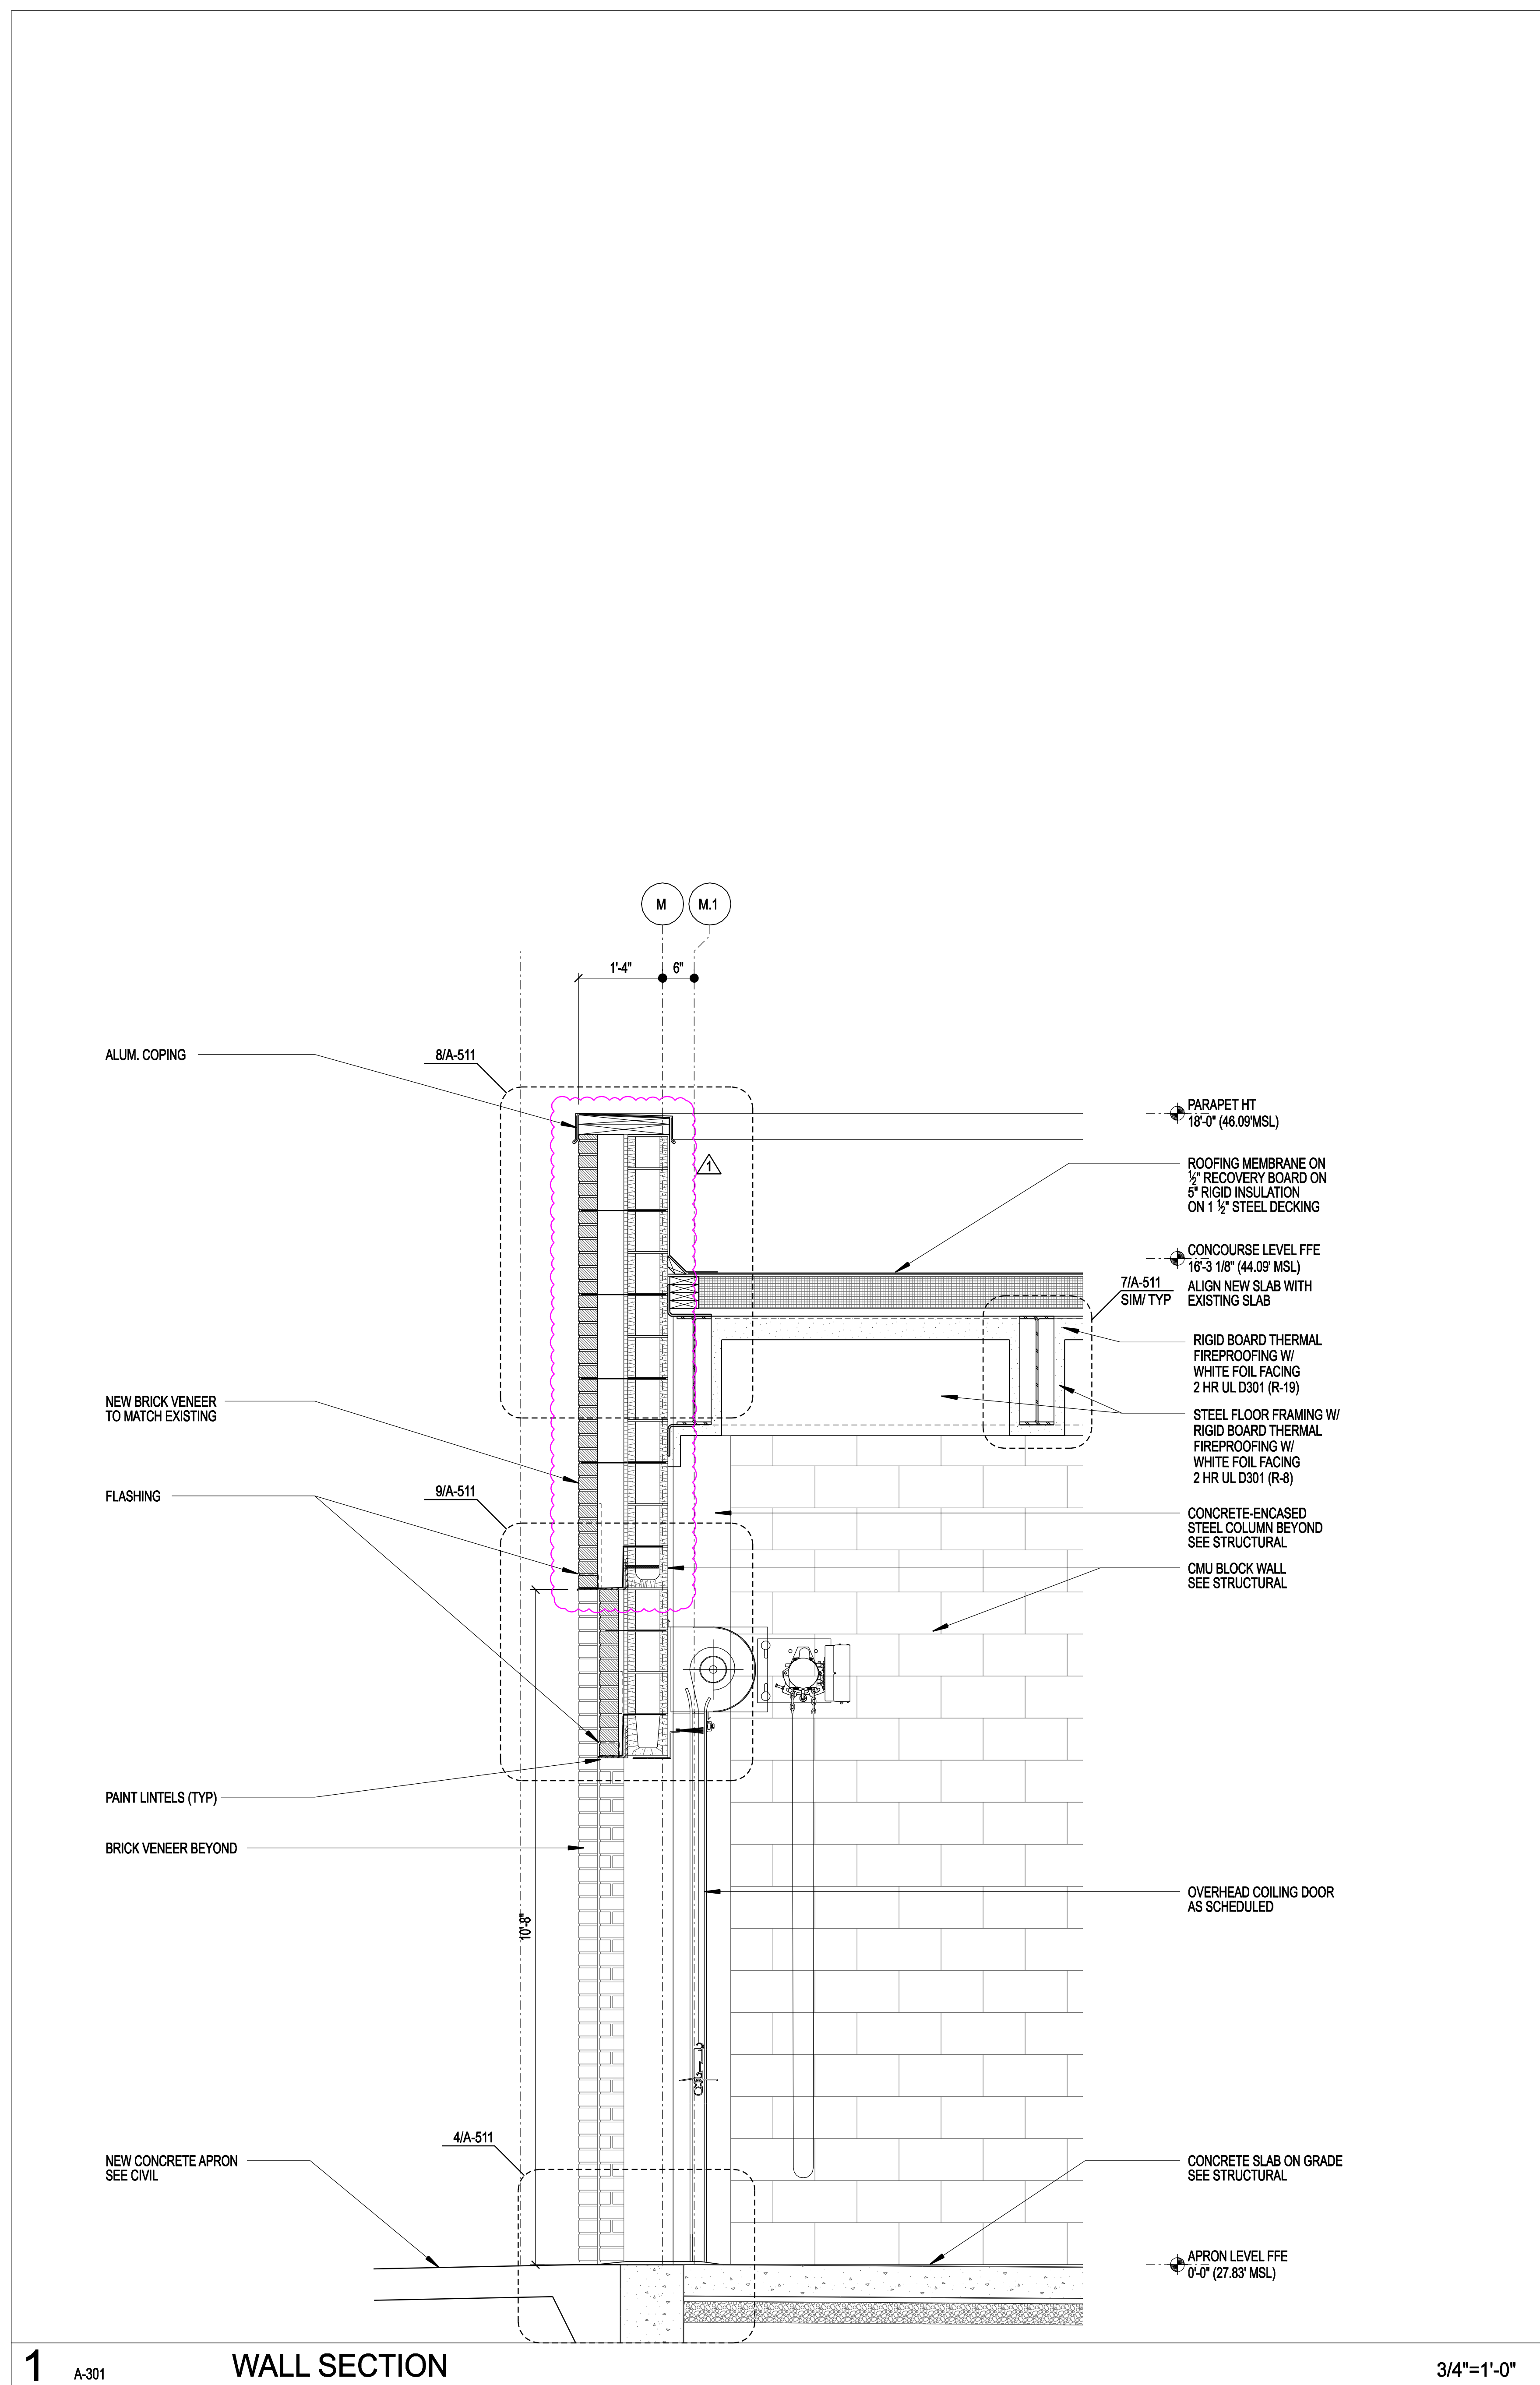 M
M.1
1'-4"
6"
ALUM. COPING
8/A-511
PARAPET HT
18'-0" (46.09'MSL)
1
ROOFING MEMBRANE ON
½" RECOVERY BOARD ON
5" RIGID INSULATION
ON 1 ½" STEEL DECKING
CONCOURSE LEVEL FFE
16'-3 1/8" (44.09' MSL)
ALIGN NEW SLAB WITH
EXISTING SLAB
7/A-511
SIM/ TYP
RIGID BOARD THERMAL
FIREPROOFING W/
WHITE FOIL FACING
2 HR UL D301 (R-19)
NEW BRICK VENEER
TO MATCH EXISTING
STEEL FLOOR FRAMING W/
RIGID BOARD THERMAL
FIREPROOFING W/
WHITE FOIL FACING
2 HR UL D301 (R-8)
FLASHING
9/A-511
CONCRETE-ENCASED
STEEL COLUMN BEYOND
SEE STRUCTURAL
CMU BLOCK WALL
SEE STRUCTURAL
PAINT LINTELS (TYP)
BRICK VENEER BEYOND
OVERHEAD COILING DOOR
AS SCHEDULED
10'-8"
4/A-511
NEW CONCRETE APRON
SEE CIVIL
CONCRETE SLAB ON GRADE
SEE STRUCTURAL
APRON LEVEL FFE
0'-0" (27.83' MSL)
1
A-301
WALL SECTION
3/4"=1'-0"